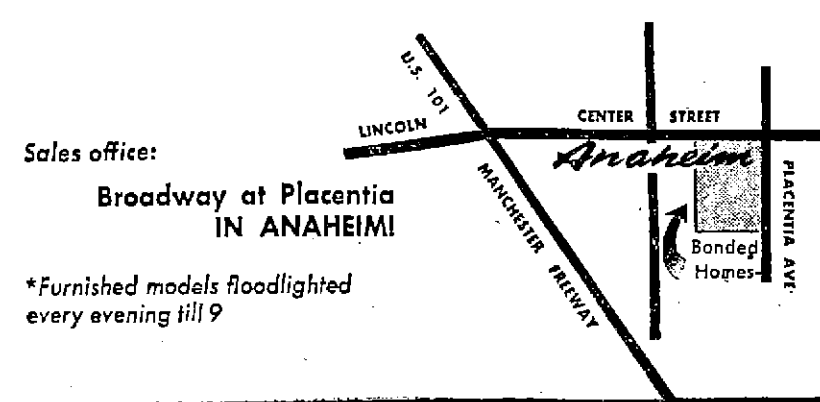 Sales office:
Broadway at Placentia
IN ANAHEIM!
*Furnished models floodlighted
every evening till 9
U.S. 101
LINCOLN
CENTER STREET
Anaheim
MANCHESTER FREEWAY
PLACENTIA AVE.
Bonded
Homes